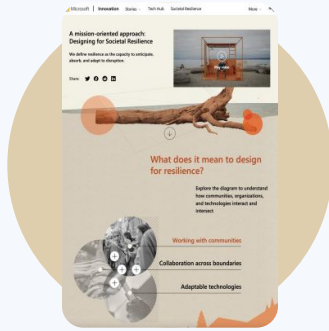 Microsoft | Innovation Stories Tech Hub Societal Resilience More
A mission-oriented approach:
Designing for Societal Resilience
We define resilience as the capacity to anticipate,
absorb, and adapt to disruption.
Share:
Play video
What does it mean to design
for resilience?
Explore the diagram to understand
how communities, organizations,
and technologies interact and
intersect
Working with communities
Collaboration across boundaries
Adaptable technologies